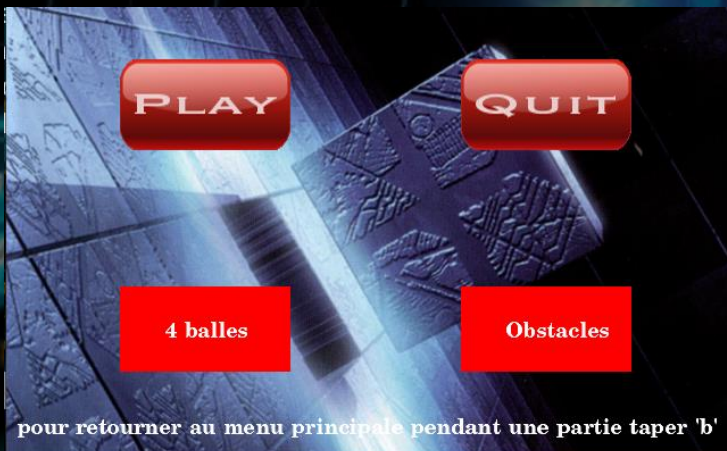 PLAY
QUIT
4 balles
Obstacles
pour retourner au menu principale pendant une partie taper 'b'